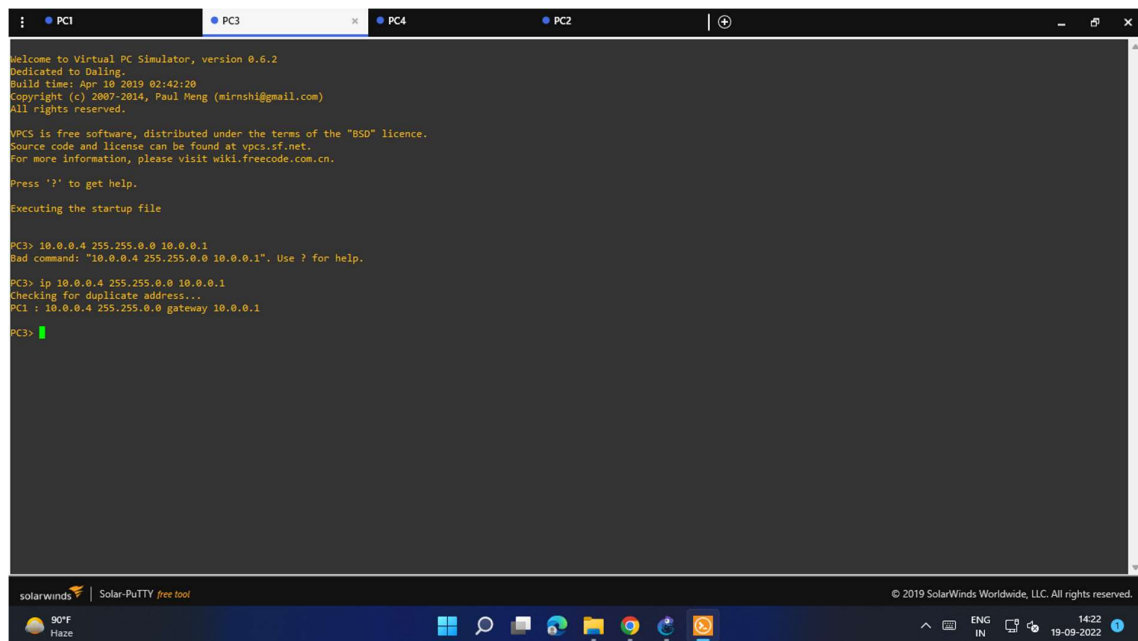 PC1
PC3
PC4
PC2
Welcome to Virtual PC Simulator, version 0.6.2
Dedicated to Daling.
Build time: Apr 10 2019 02:42:20
Copyright (c) 2007-2014, Paul Meng (mirnshi@gmail.com)
All rights reserved.
VPCS is free software, distributed under the terms of the "BSD" licence.
Source code and license can be found at vpcs.sf.net.
For more information, please visit wiki.freecode.com.cn.
Press '?' to get help.
Executing the startup file
PC3> 10.0.0.4 255.255.0.0 10.0.0.1
Bad command: "10.0.0.4 255.255.0.0 10.0.0.1". Use ? for help.
PC3> ip 10.0.0.4 255.255.0.0 10.0.0.1
Checking for duplicate address...
PC1 : 10.0.0.4 255.255.0.0 gateway 10.0.0.1
PC3>
solarwinds | Solar-PuTTY free tool
© 2019 SolarWinds Worldwide, LLC. All rights reserved.
90°F
Haze
ENG
IN
14:22
19-09-2022
1